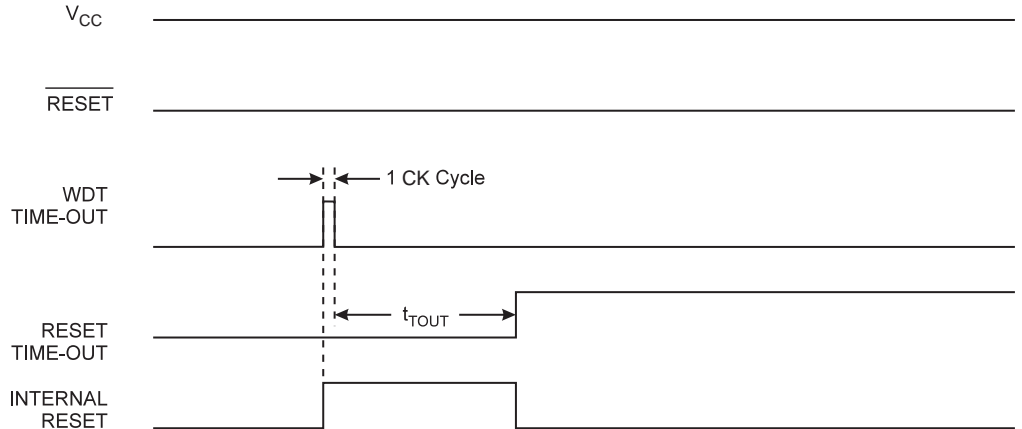 VCC
RESET
WDT
TIME-OUT
1 CK Cycle
RESET
TIME-OUT
tTOUT
INTERNAL
RESET